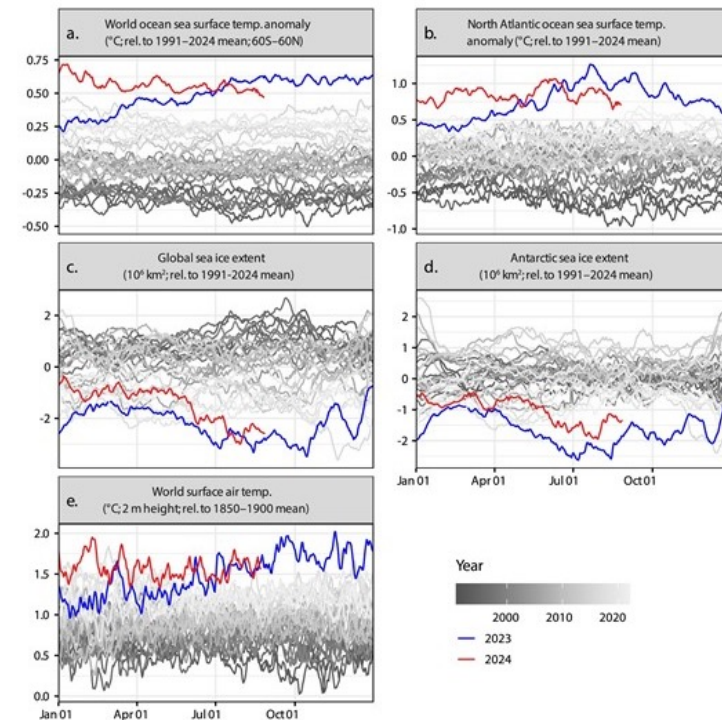 a.
World ocean sea surface temp. anomaly
(°C; rel. to 1991–2024 mean; 60S–60N)
0.75
0.50
0.25
0.00
-0.25
-0.50
b.
North Atlantic ocean sea surface temp.
anomaly (°C; rel. to 1991–2024 mean)
1.0
0.5
0.0
-0.5
-1.0
c.
Global sea ice extent
(10⁶ km²; rel. to 1991-2024 mean)
2
0
-2
d.
Antarctic sea ice extent
(10⁶ km²; rel. to 1991–2024 mean)
2
1
0
-1
-2
Jan 01 Apr 01 Jul 01 Oct 01
e.
World surface air temp.
(°C; 2 m height; rel. to 1850–1900 mean)
2.0
1.5
1.0
0.5
0.0
Jan 01 Apr 01 Jul 01 Oct 01
Year
2000 2010 2020
2023
2024